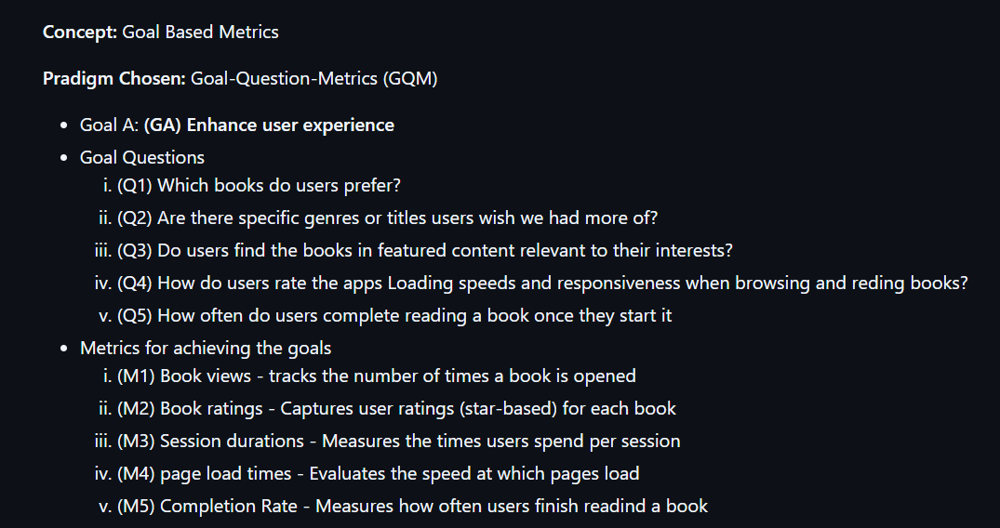 Concept: Goal Based Metrics
Pradigm Chosen: Goal-Question-Metrics (GQM)
• Goal A: (GA) Enhance user experience
• Goal Questions
i. (Q1) Which books do users prefer?
ii. (Q2) Are there specific genres or titles users wish we had more of?
iii. (Q3) Do users find the books in featured content relevant to their interests?
iv. (Q4) How do users rate the apps Loading speeds and responsiveness when browsing and reding books?
v. (Q5) How often do users complete reading a book once they start it
• Metrics for achieving the goals
i. (M1) Book views - tracks the number of times a book is opened
ii. (M2) Book ratings - Captures user ratings (star-based) for each book
iii. (M3) Session durations - Measures the times users spend per session
iv. (M4) page load times - Evaluates the speed at which pages load
v. (M5) Completion Rate - Measures how often users finish readind a book